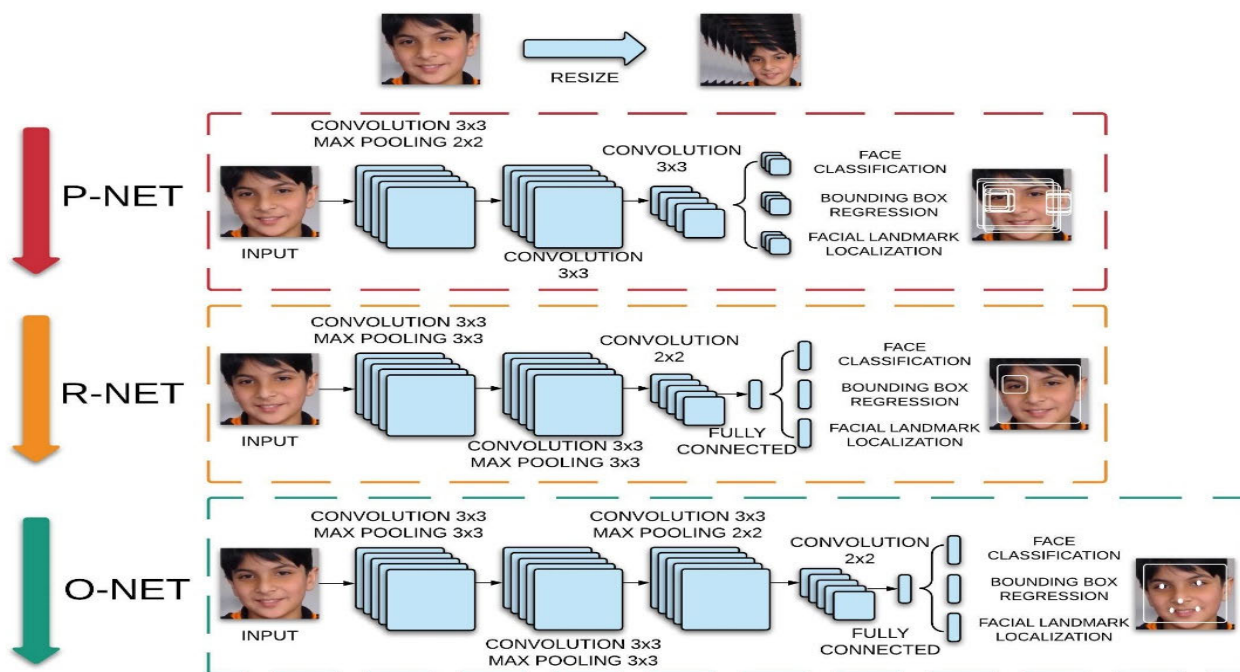 RESIZE
P-NET
CONVOLUTION 3x3
MAX POOLING 2x2
CONVOLUTION
3x3
CONVOLUTION
3x3
INPUT
FACE
CLASSIFICATION
BOUNDING BOX
REGRESSION
FACIAL LANDMARK
LOCALIZATION
R-NET
CONVOLUTION 3x3
MAX POOLING 3x3
CONVOLUTION 3x3
MAX POOLING 3x3
CONVOLUTION
2x2
FULLY
CONNECTED
INPUT
FACE
CLASSIFICATION
BOUNDING BOX
REGRESSION
FACIAL LANDMARK
LOCALIZATION
O-NET
CONVOLUTION 3x3
MAX POOLING 3x3
CONVOLUTION 3x3
MAX POOLING 3x3
CONVOLUTION 3x3
MAX POOLING 2x2
CONVOLUTION
2x2
FULLY
CONNECTED
INPUT
FACE
CLASSIFICATION
BOUNDING BOX
REGRESSION
FACIAL LANDMARK
LOCALIZATION